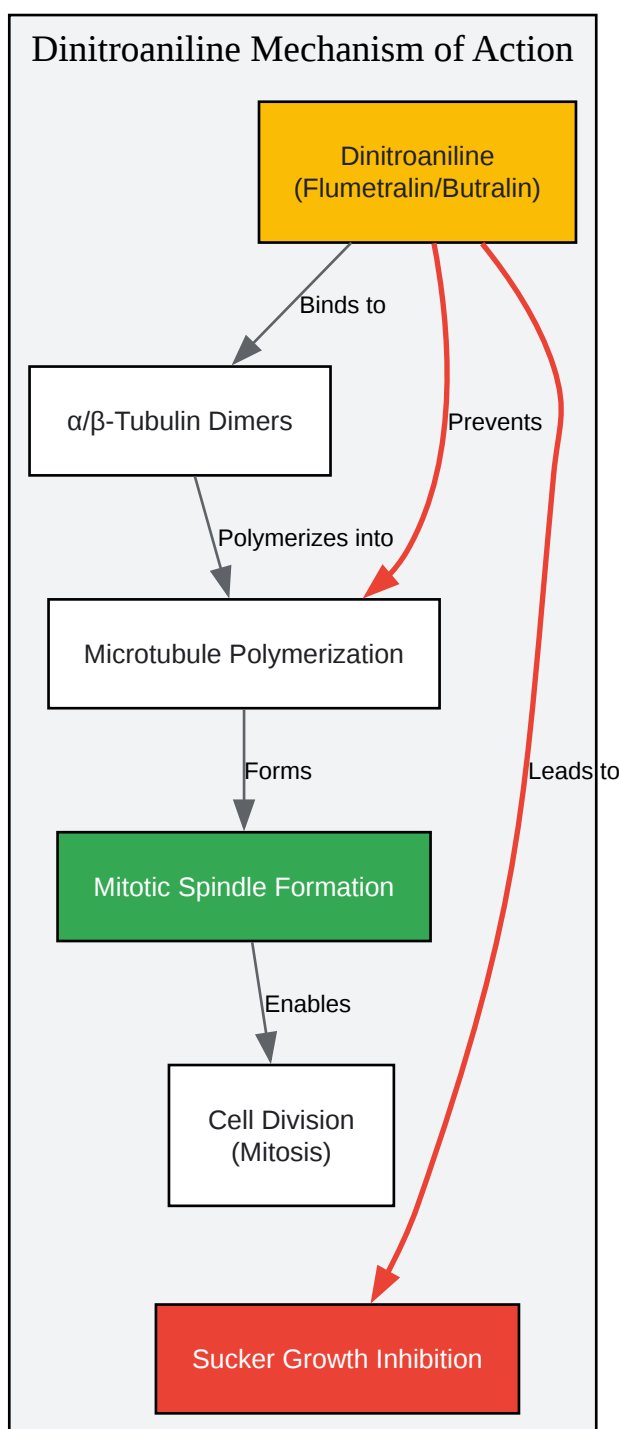 Dinitroaniline Mechanism of Action
Dinitroaniline
(Flumetralin/Butralin)
Binds to
α/β-Tubulin Dimers
Prevents
Polymerizes into
Microtubule Polymerization
Forms
Leads to
Mitotic Spindle Formation
Enables
Cell Division
(Mitosis)
Sucker Growth Inhibition